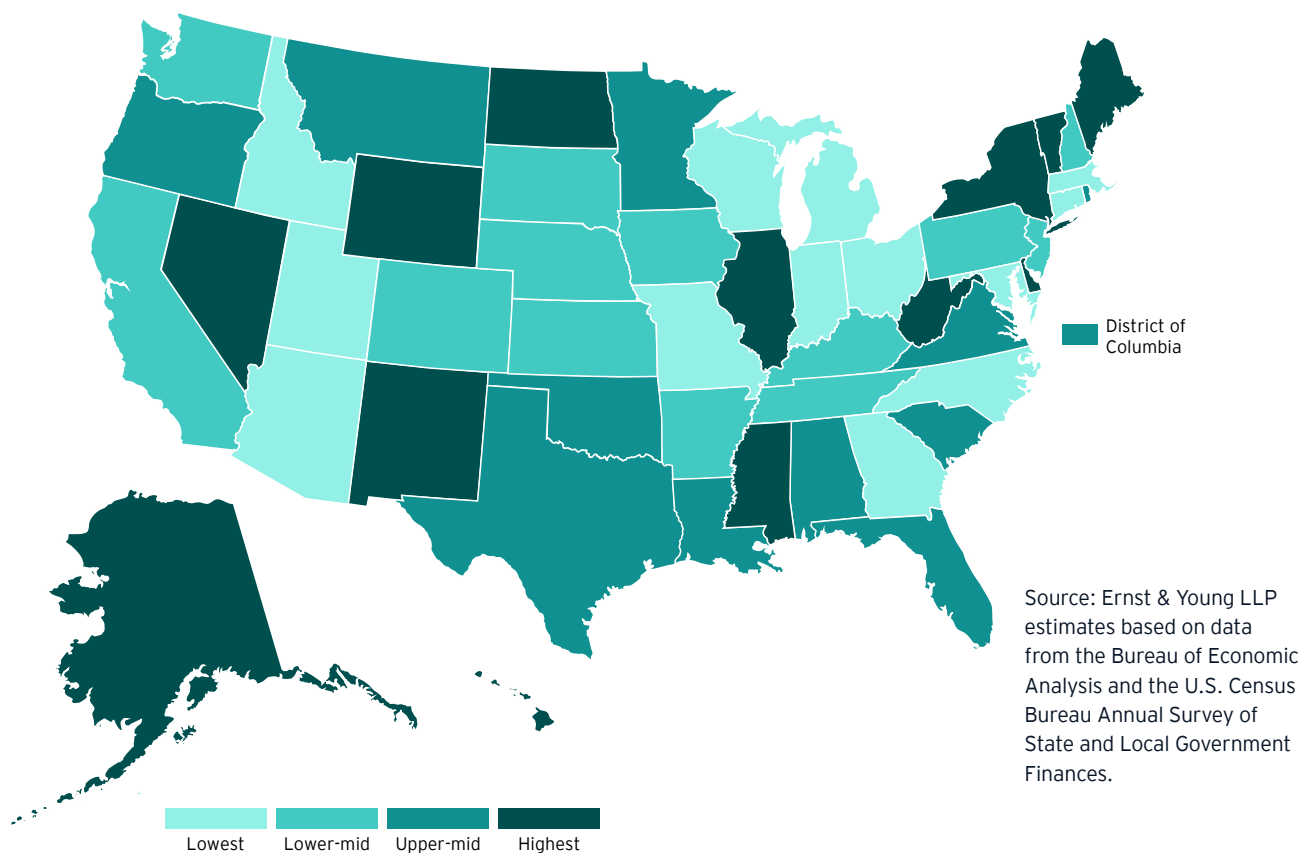 District of
Columbia
Source: Ernst & Young LLP
estimates based on data
from the Bureau of Economic
Analysis and the U.S. Census
Bureau Annual Survey of
State and Local Government
Finances.
Lowest
Lower-mid
Upper-mid
Highest